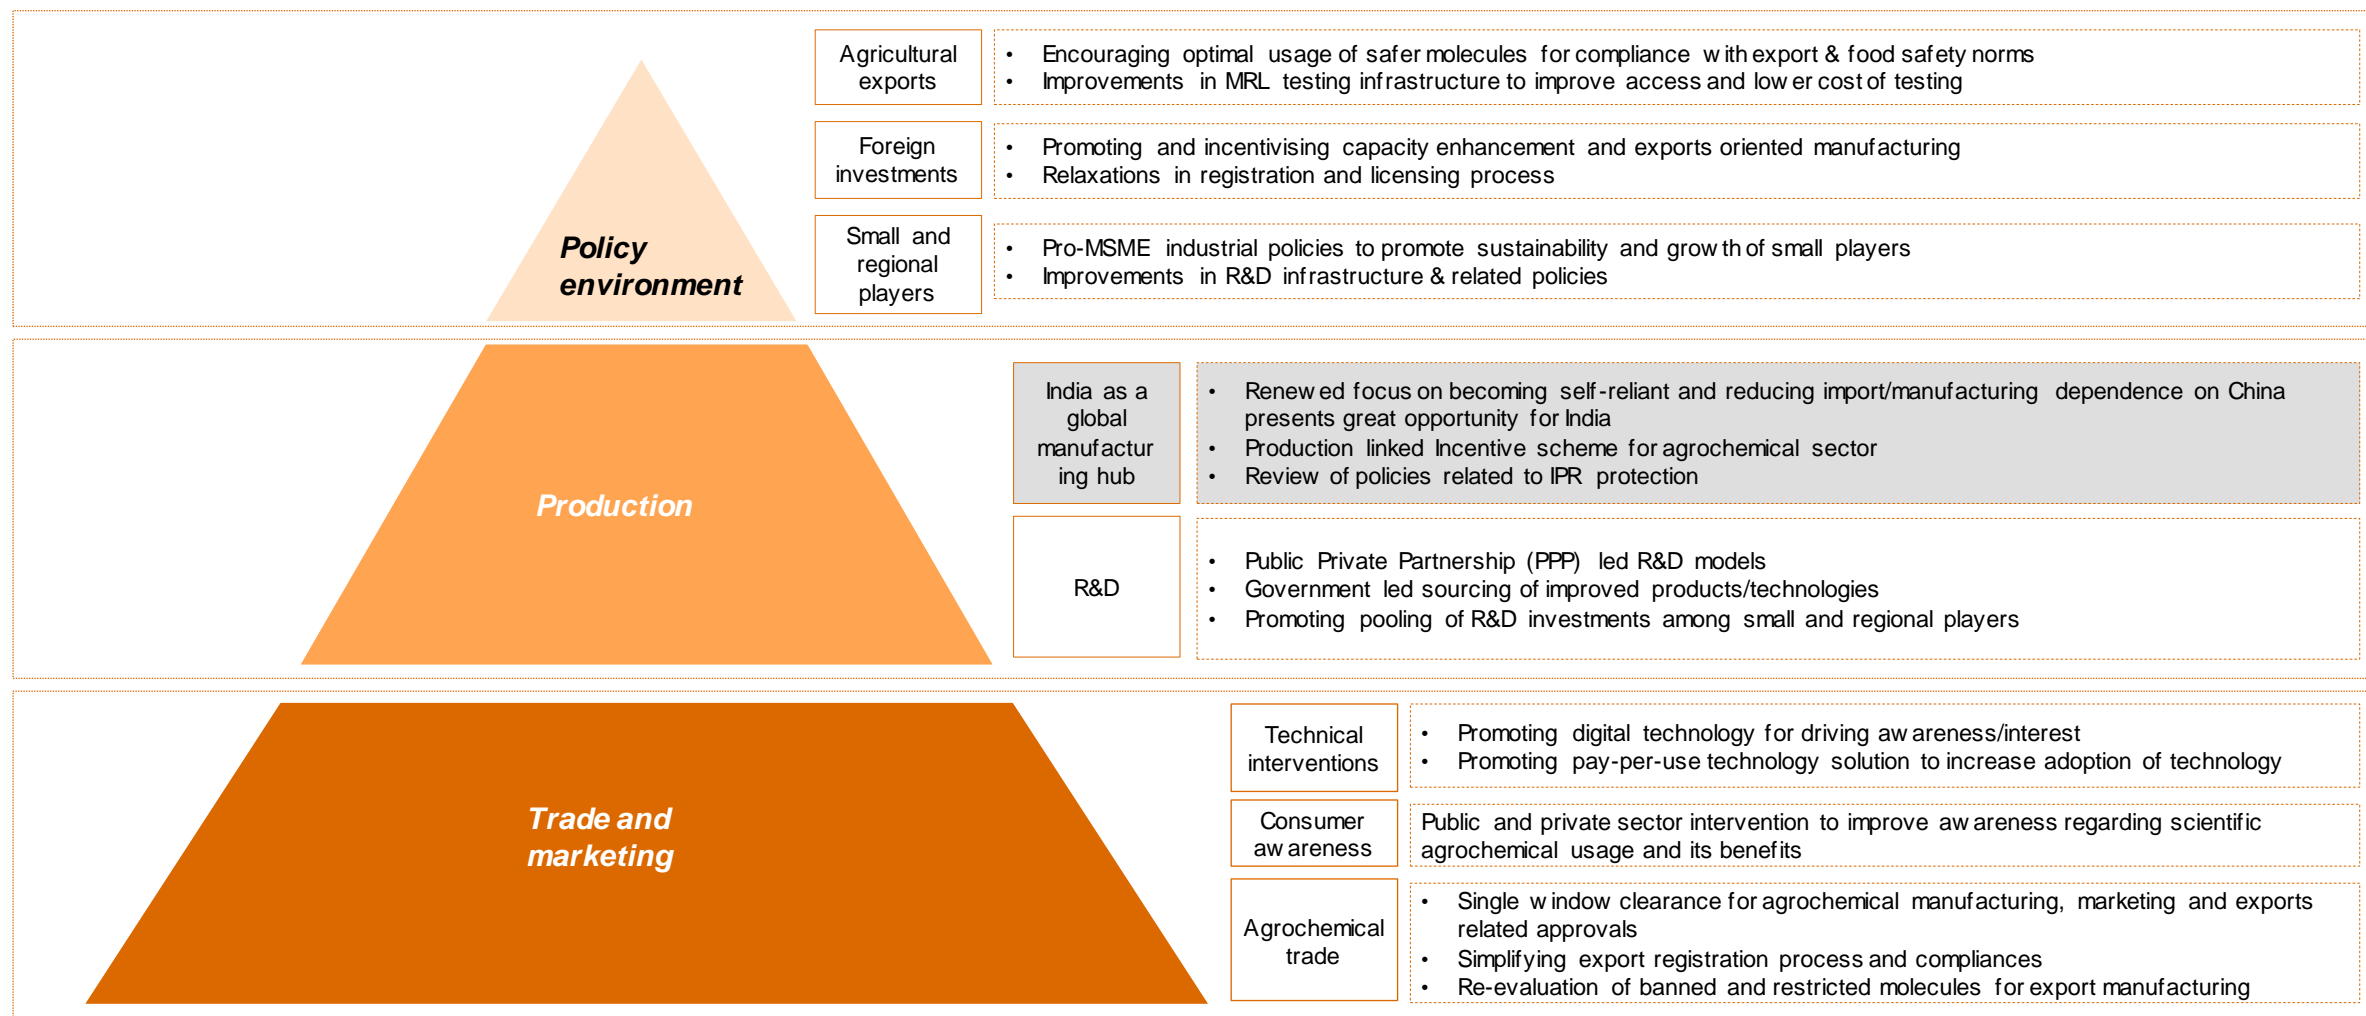 Agricultural
exports
• Encouraging optimal usage of safer molecules for compliance with export & food safety norms
• Improvements in MRL testing infrastructure to improve access and lower cost of testing
Foreign
investments
• Promoting and incentivising capacity enhancement and exports oriented manufacturing
• Relaxations in registration and licensing process
Policy
environment
Small and
regional
players
• Pro-MSME industrial policies to promote sustainability and growth of small players
• Improvements in R&D infrastructure & related policies
Production
India as a
global
manufactur
ing hub
• Renewed focus on becoming self-reliant and reducing import/manufacturing dependence on China
presents great opportunity for India
• Production linked Incentive scheme for agrochemical sector
• Review of policies related to IPR protection
R&D
• Public Private Partnership (PPP) led R&D models
• Government led sourcing of improved products/technologies
• Promoting pooling of R&D investments among small and regional players
Trade and
marketing
Technical
interventions
• Promoting digital technology for driving awareness/interest
• Promoting pay-per-use technology solution to increase adoption of technology
Consumer
awareness
Public and private sector intervention to improve awareness regarding scientific
agrochemical usage and its benefits
Agrochemical
trade
• Single window clearance for agrochemical manufacturing, marketing and exports
related approvals
• Simplifying export registration process and compliances
• Re-evaluation of banned and restricted molecules for export manufacturing